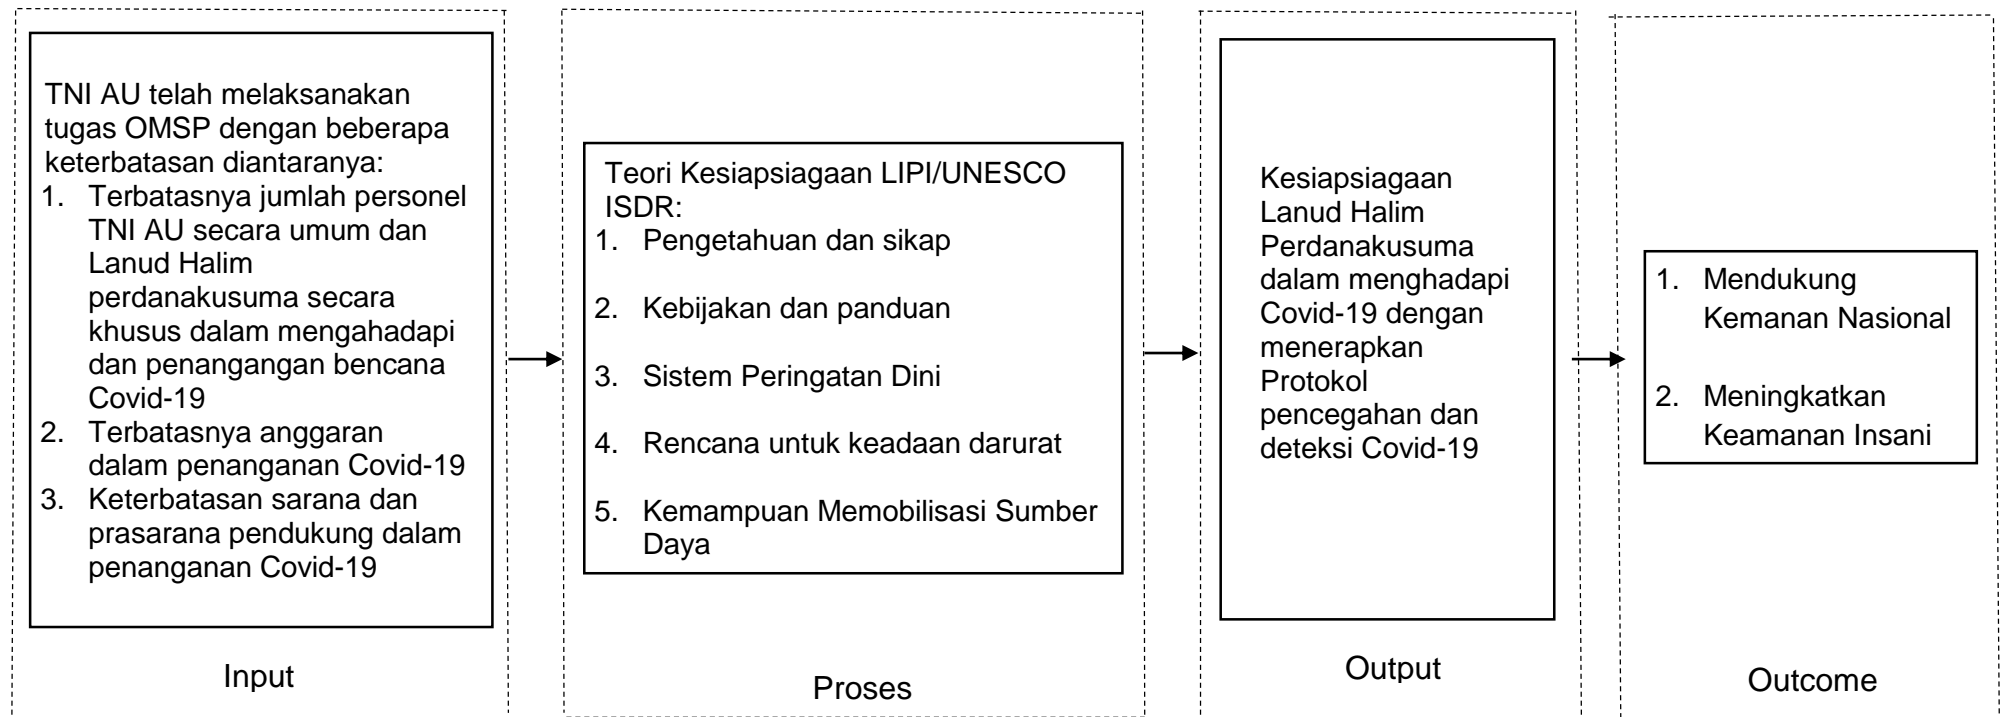 TNI AU telah melaksanakan
tugas OMSP dengan beberapa
keterbatasan diantaranya:
1. Terbatasnya jumlah personel
TNI AU secara umum dan
Lanud Halim
perdanakusuma secara
khusus dalam mengahadapi
dan penangangan bencana
Covid-19
2. Terbatasnya anggaran
dalam penanganan Covid-19
3. Keterbatasan sarana dan
prasarana pendukung dalam
penanganan Covid-19
Input
Teori Kesiapsiagaan LIPI/UNESCO
ISDR:
1. Pengetahuan dan sikap
2. Kebijakan dan panduan
3. Sistem Peringatan Dini
4. Rencana untuk keadaan darurat
5. Kemampuan Memobilisasi Sumber
Daya
Proses
Kesiapsiagaan
Lanud Halim
Perdanakusuma
dalam menghadapi
Covid-19 dengan
menerapkan
Protokol
pencegahan dan
deteksi Covid-19
Output
1. Mendukung
Kemanan Nasional
2. Meningkatkan
Keamanan Insani
Outcome